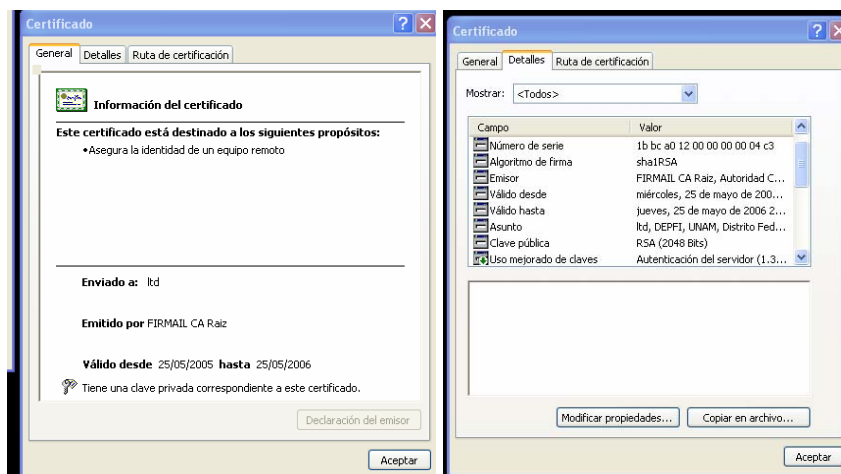 Certificado
General Detalles Ruta de certificación
Información del certificado
Este certificado está destinado a los siguientes propósitos:
•Asegura la identidad de un equipo remoto
Enviado a: ltd
Emitido por FIRMAIL CA Raiz
Válido desde 25/05/2005 hasta 25/05/2006
Tiene una clave privada correspondiente a este certificado.
Declaración del emisor
Aceptar
Certificado
General Detalles Ruta de certificación
Mostrar: <Todos>
Campo Valor
Número de serie 1b bc a0 12 00 00 00 00 04 c3
Algoritmo de firma sha1RSA
Emisor FIRMAIL CA Raiz, Autoridad C...
Válido desde miércoles, 25 de mayo de 200...
Válido hasta jueves, 25 de mayo de 2006 2...
Asunto ltd, DEPFI, UNAM, Distrito Fed...
Clave pública RSA (2048 Bits)
Uso mejorado de claves Autenticación del servidor (1.3...
Modificar propiedades... Copiar en archivo...
Aceptar